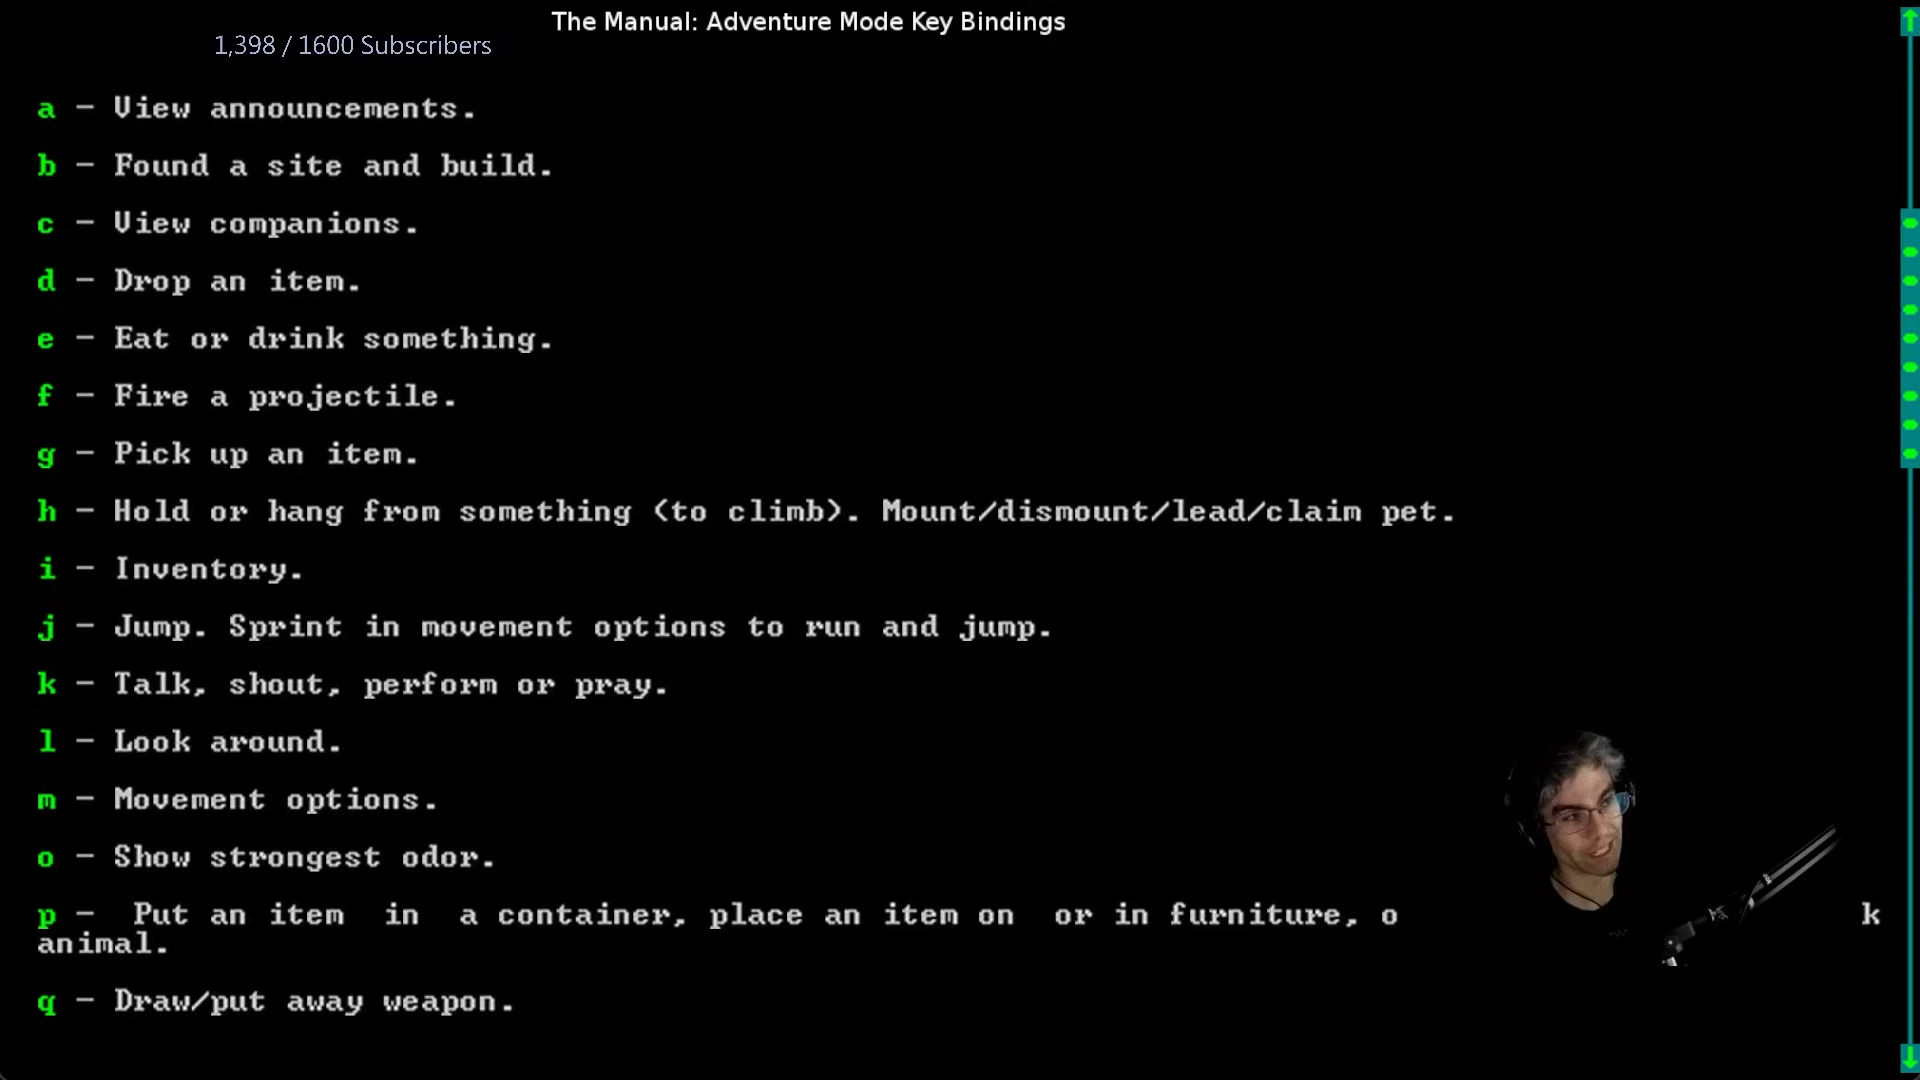 The Manual: Adventure Mode Key Bindings
1,398 / 1600 Subscribers
a - View announcements.
b - Found a site and build.
c - View companions.
d - Drop an item.
e - Eat or drink something.
f - Fire a projectile.
g - Pick up an item.
h - Hold or hang from something (to climb). Mount/dismount/lead/claim pet.
i - Inventory.
j - Jump. Sprint in movement options to run and jump.
k - Talk, shout, perform or pray.
l - Look around.
m - Movement options.
o - Show strongest odor.
p - Put an item in a container, place an item on or in furniture, o k
animal.
q - Draw/put away weapon.